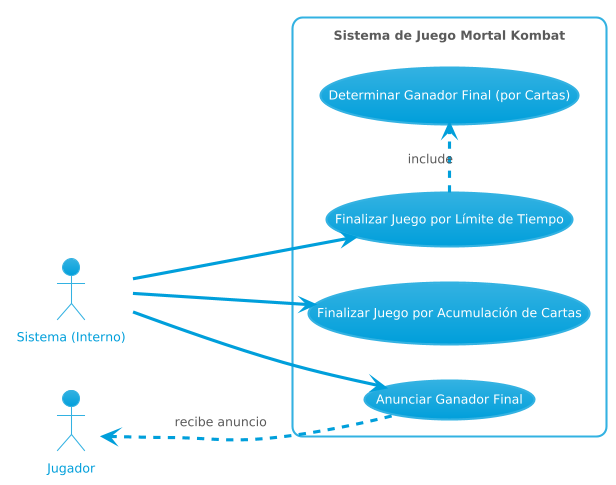 Sistema de Juego Mortal Kombat
Determinar Ganador Final (por Cartas)
include
Finalizar Juego por Límite de Tiempo
Finalizar Juego por Acumulación de Cartas
Sistema (Interno)
Anunciar Ganador Final
recibe anuncio
Jugador